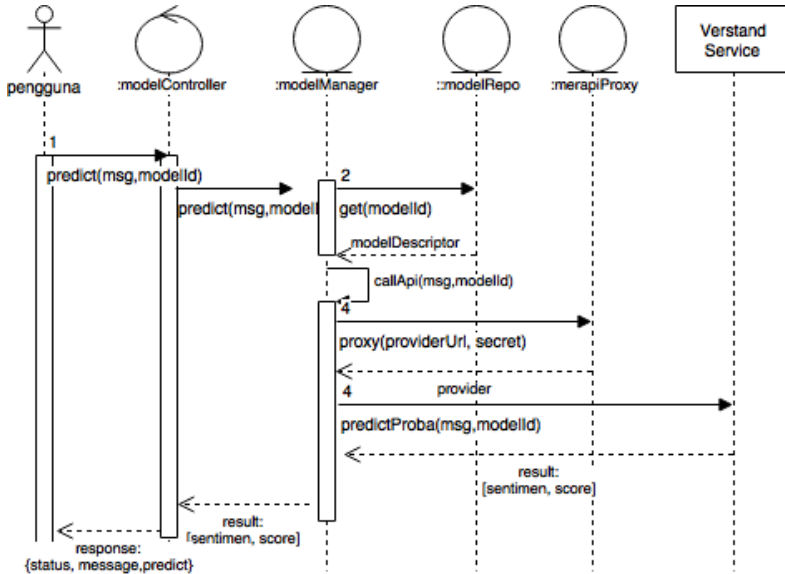 Verstand
Service
pengguna
:modelController
:modelManager
::modelRepo
:merapiProxy
1
predict(msg,modelId)
2
predict(msg,modelI
get(modelId)
modelDescriptor
callApi(msg,modelId)
4
proxy(providerUrl, secret)
provider
4
predictProba(msg,modelId)
result:
[sentimen, score]
result:
[sentimen, score]
response:
{status, message,predict}